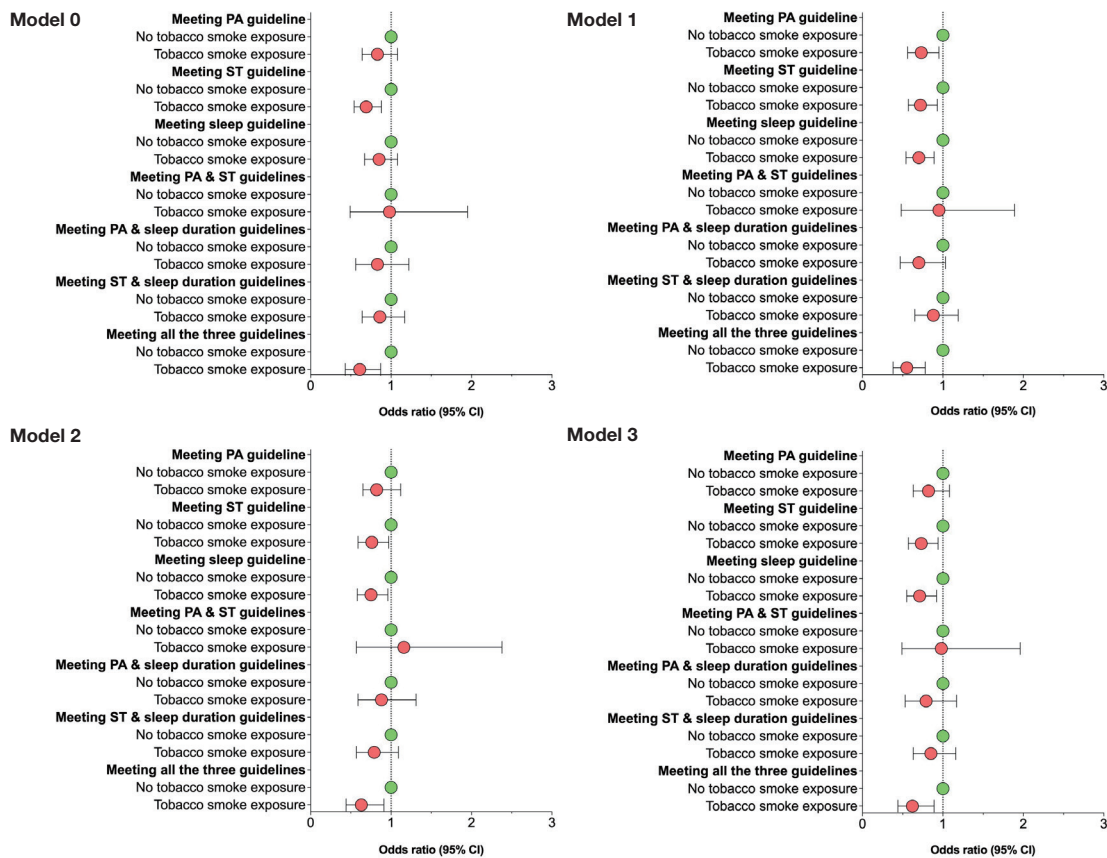 Model 0
Meeting PA guideline
No tobacco smoke exposure
Tobacco smoke exposure
Meeting ST guideline
No tobacco smoke exposure
Tobacco smoke exposure
Meeting sleep guideline
No tobacco smoke exposure
Tobacco smoke exposure
Meeting PA & ST guidelines
No tobacco smoke exposure
Tobacco smoke exposure
Meeting PA & sleep duration guidelines
No tobacco smoke exposure
Tobacco smoke exposure
Meeting ST & sleep duration guidelines
No tobacco smoke exposure
Tobacco smoke exposure
Meeting all the three guidelines
No tobacco smoke exposure
Tobacco smoke exposure
0 1 2 3
Odds ratio (95% CI)
Model 1
Meeting PA guideline
No tobacco smoke exposure
Tobacco smoke exposure
Meeting ST guideline
No tobacco smoke exposure
Tobacco smoke exposure
Meeting sleep guideline
No tobacco smoke exposure
Tobacco smoke exposure
Meeting PA & ST guidelines
No tobacco smoke exposure
Tobacco smoke exposure
Meeting PA & sleep duration guidelines
No tobacco smoke exposure
Tobacco smoke exposure
Meeting ST & sleep duration guidelines
No tobacco smoke exposure
Tobacco smoke exposure
Meeting all the three guidelines
No tobacco smoke exposure
Tobacco smoke exposure
0 1 2 3
Odds ratio (95% CI)
Model 2
Meeting PA guideline
No tobacco smoke exposure
Tobacco smoke exposure
Meeting ST guideline
No tobacco smoke exposure
Tobacco smoke exposure
Meeting sleep guideline
No tobacco smoke exposure
Tobacco smoke exposure
Meeting PA & ST guidelines
No tobacco smoke exposure
Tobacco smoke exposure
Meeting PA & sleep duration guidelines
No tobacco smoke exposure
Tobacco smoke exposure
Meeting ST & sleep duration guidelines
No tobacco smoke exposure
Tobacco smoke exposure
Meeting all the three guidelines
No tobacco smoke exposure
Tobacco smoke exposure
0 1 2 3
Odds ratio (95% CI)
Model 3
Meeting PA guideline
No tobacco smoke exposure
Tobacco smoke exposure
Meeting ST guideline
No tobacco smoke exposure
Tobacco smoke exposure
Meeting sleep guideline
No tobacco smoke exposure
Tobacco smoke exposure
Meeting PA & ST guidelines
No tobacco smoke exposure
Tobacco smoke exposure
Meeting PA & sleep duration guidelines
No tobacco smoke exposure
Tobacco smoke exposure
Meeting ST & sleep duration guidelines
No tobacco smoke exposure
Tobacco smoke exposure
Meeting all the three guidelines
No tobacco smoke exposure
Tobacco smoke exposure
0 1 2 3
Odds ratio (95% CI)